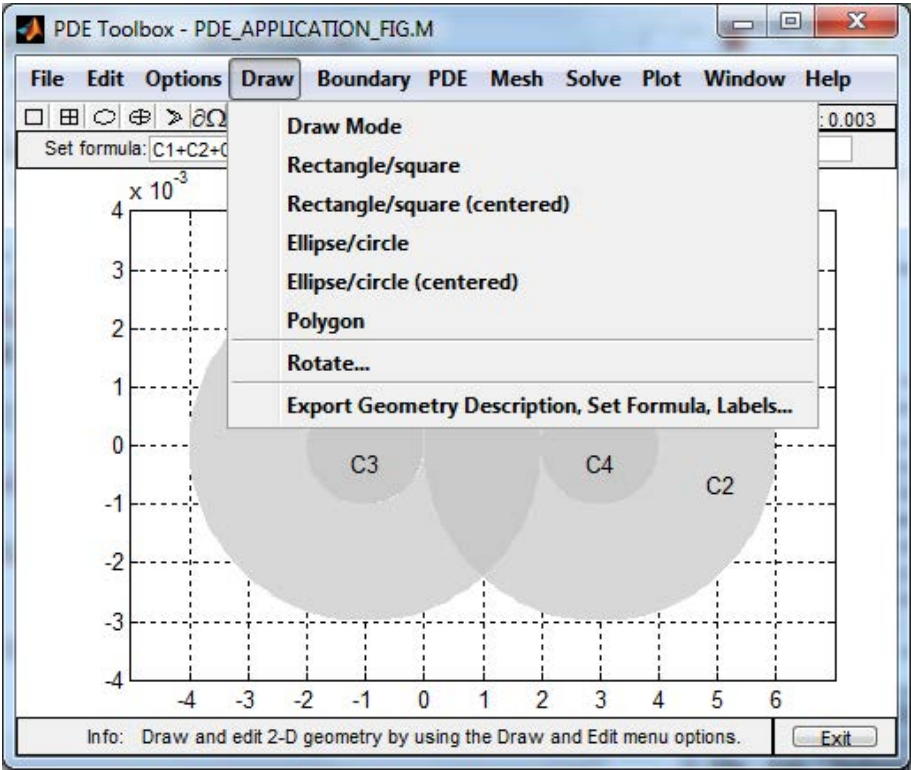 PDE Toolbox - PDE_APPLICATION_FIG.M
File Edit Options Draw Boundary PDE Mesh Solve Plot Window Help
∂Ω : 0.003
Set formula: C1+C2+
Draw Mode
Rectangle/square
Rectangle/square (centered)
Ellipse/circle
Ellipse/circle (centered)
Polygon
Rotate...
Export Geometry Description, Set Formula, Labels...
x 10^-3
4
3
2
1
0
-1
-2
-3
-4
C3 C4
C2
-4 -3 -2 -1 0 1 2 3 4 5 6
Info: Draw and edit 2-D geometry by using the Draw and Edit menu options. Exit